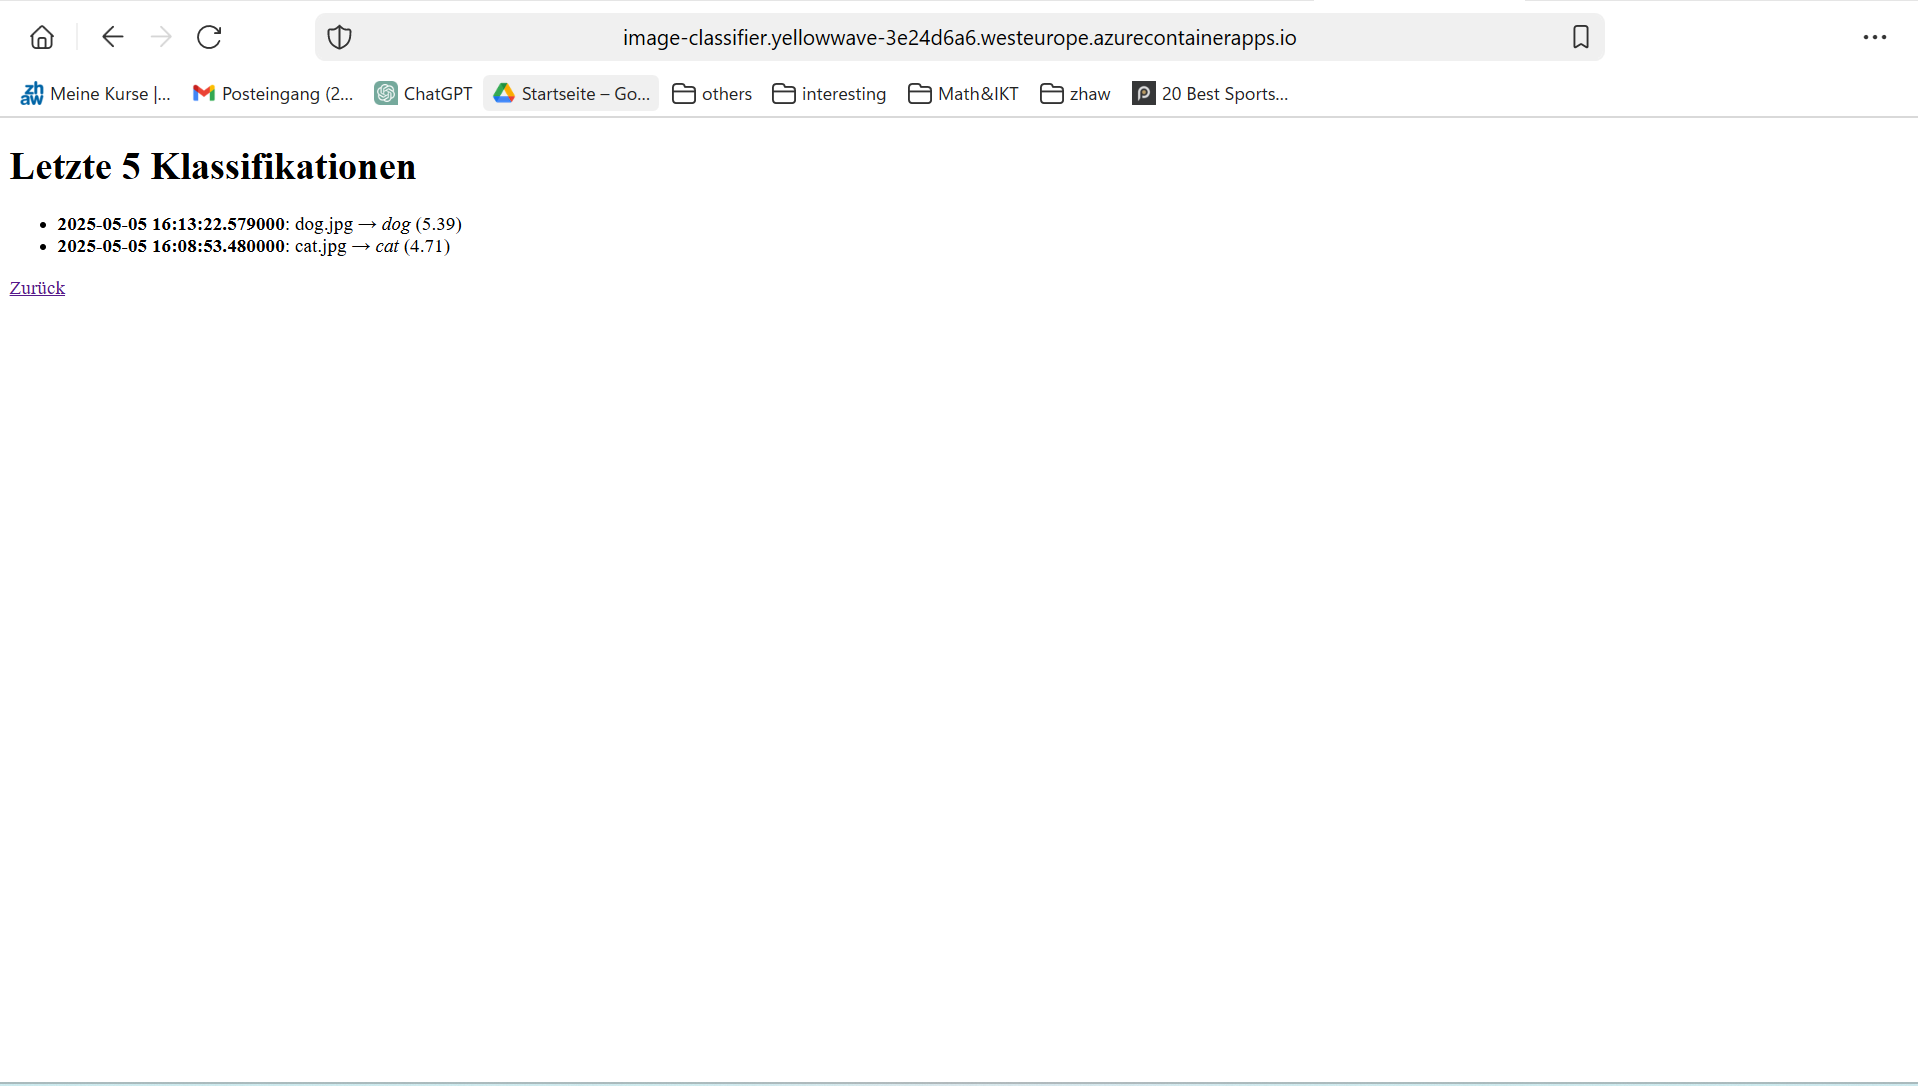 image-classifier.yellowwave-3e24d6a6.westeurope.azurecontainerapps.io
zh aw Meine Kurse |... Posteingang (2... ChatGPT Startseite – Go... others interesting Math&IKT zhaw 20 Best Sports...
Letzte 5 Klassifikationen
• 2025-05-05 16:13:22.579000: dog.jpg → dog (5.39)
• 2025-05-05 16:08:53.480000: cat.jpg → cat (4.71)
Zurück